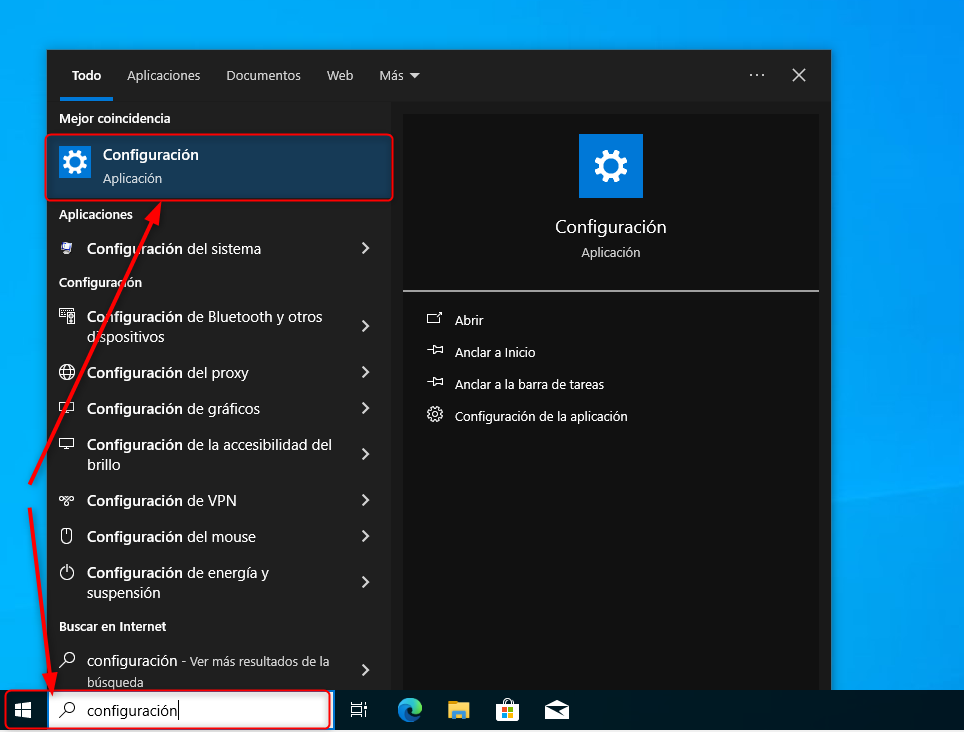 Todo Aplicaciones Documentos Web Más
Mejor coincidencia
Configuración
Aplicación
Aplicaciones
Configuración del sistema
Configuración
Configuración de Bluetooth y otros
dispositivos
Configuración del proxy
Configuración de gráficos
Configuración de la accesibilidad del
brillo
Configuración de VPN
Configuración del mouse
Configuración de energía y
suspensión
Buscar en Internet
configuración - Ver más resultados de la
búsqueda
Configuración
Aplicación
Abrir
Anclar a Inicio
Anclar a la barra de tareas
Configuración de la aplicación
configuración